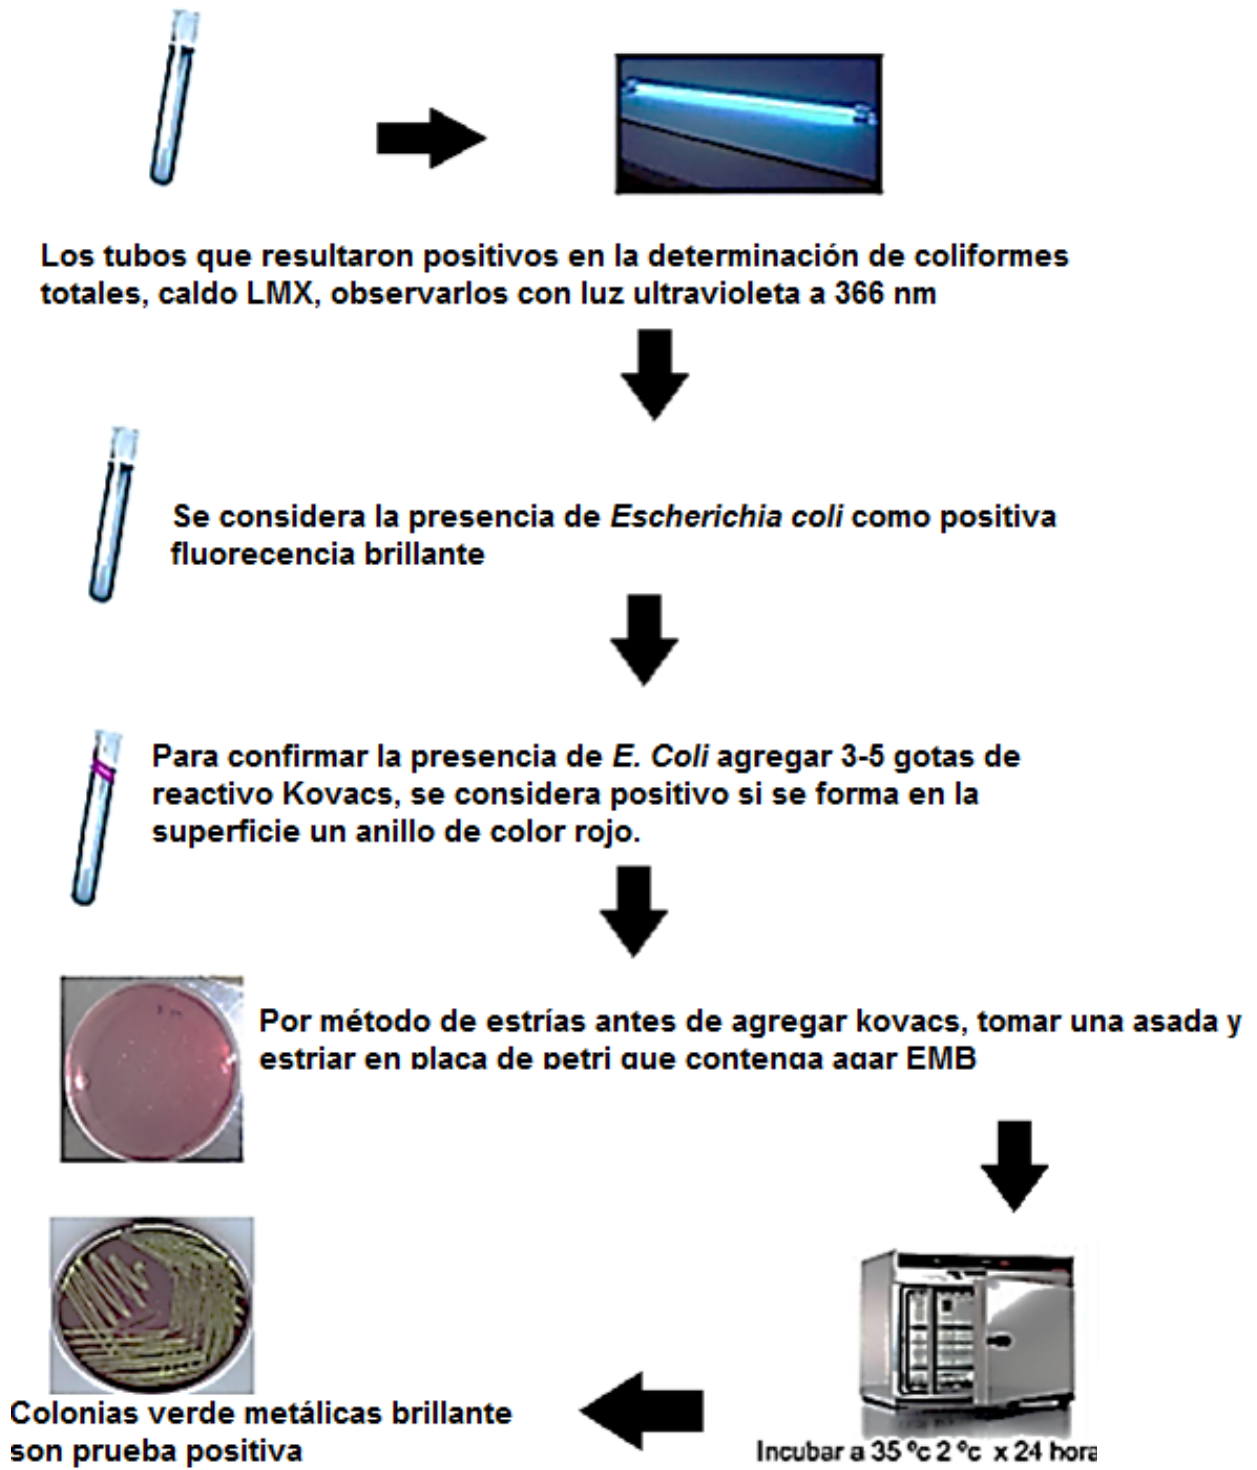 Los tubos que resultaron positivos en la determinación de coliformes
totales, caldo LMX, observarlos con luz ultravioleta a 366 nm
Se considera la presencia de Escherichia coli como positiva
fluorecencia brillante
Para confirmar la presencia de E. Coli agregar 3-5 gotas de
reactivo Kovacs, se considera positivo si se forma en la
superficie un anillo de color rojo.
Por método de estrías antes de agregar kovacs, tomar una asada y
estriar en placa de petri que contenga agar EMB
Incubar a 35 ºc 2 ºc x 24 hora
Colonias verde metálicas brillante
son prueba positiva